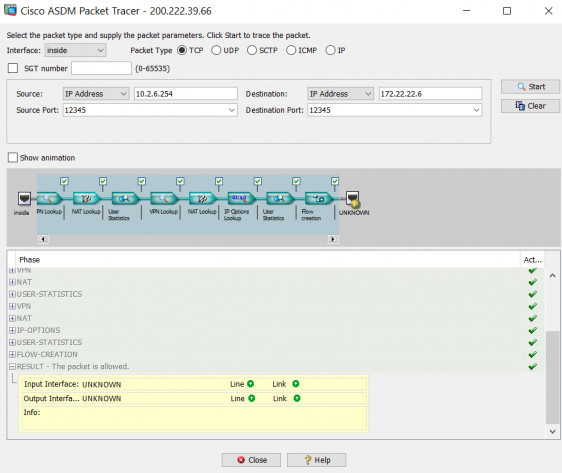 Cisco ASDM Packet Tracer - 200.222.39.66
Select the packet type and supply the packet parameters. Click Start to trace the packet.
Interface: inside Packet Type TCP UDP SCTP ICMP IP
SGT number (0-65535)
Source: IP Address 10.2.6.254 Destination: IP Address 172.22.22.6
Source Port: 12345 Destination Port: 12345
Start
Clear
Show animation
inside
PN Lookup
NAT Lookup
User Statistics
VPN Lookup
NAT Lookup
IP Options Lookup
User Statistics
Flow creation
UNKNOWN
Phase Act...
VPN
NAT
USER-STATISTICS
VPN
NAT
IP-OPTIONS
USER-STATISTICS
FLOW-CREATION
RESULT - The packet is allowed.
Input Interface: UNKNOWN Line Link
Output Interfa... UNKNOWN Line Link
Info:
Close Help